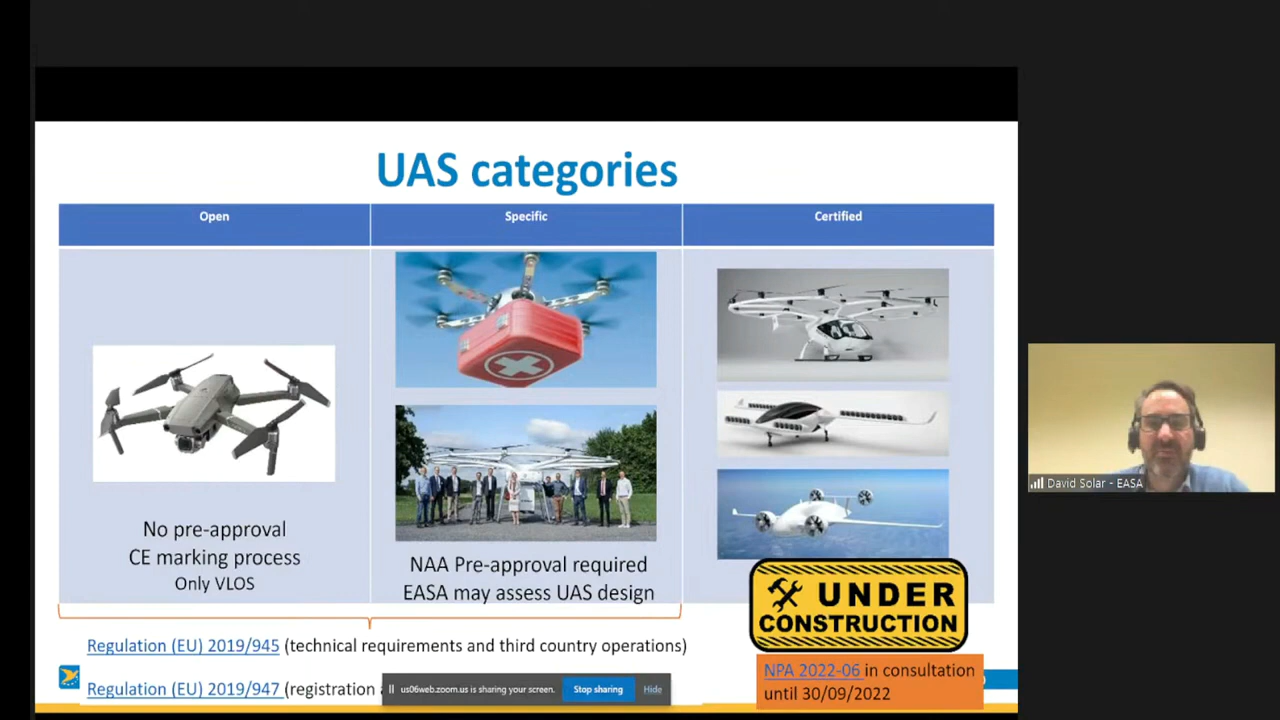 UAS categories
Open
Specific
Certified
No pre-approval
CE marking process
Only VLOS
NAA Pre-approval required
EASA may assess UAS design
UNDER
CONSTRUCTION
Regulation (EU) 2019/945 (technical requirements and third country operations)
Regulation (EU) 2019/947 (registration
NPA 2022-06 in consultation
until 30/09/2022
us06web.zoom.us is sharing your screen.
Stop sharing
Hide
David Solar - EASA